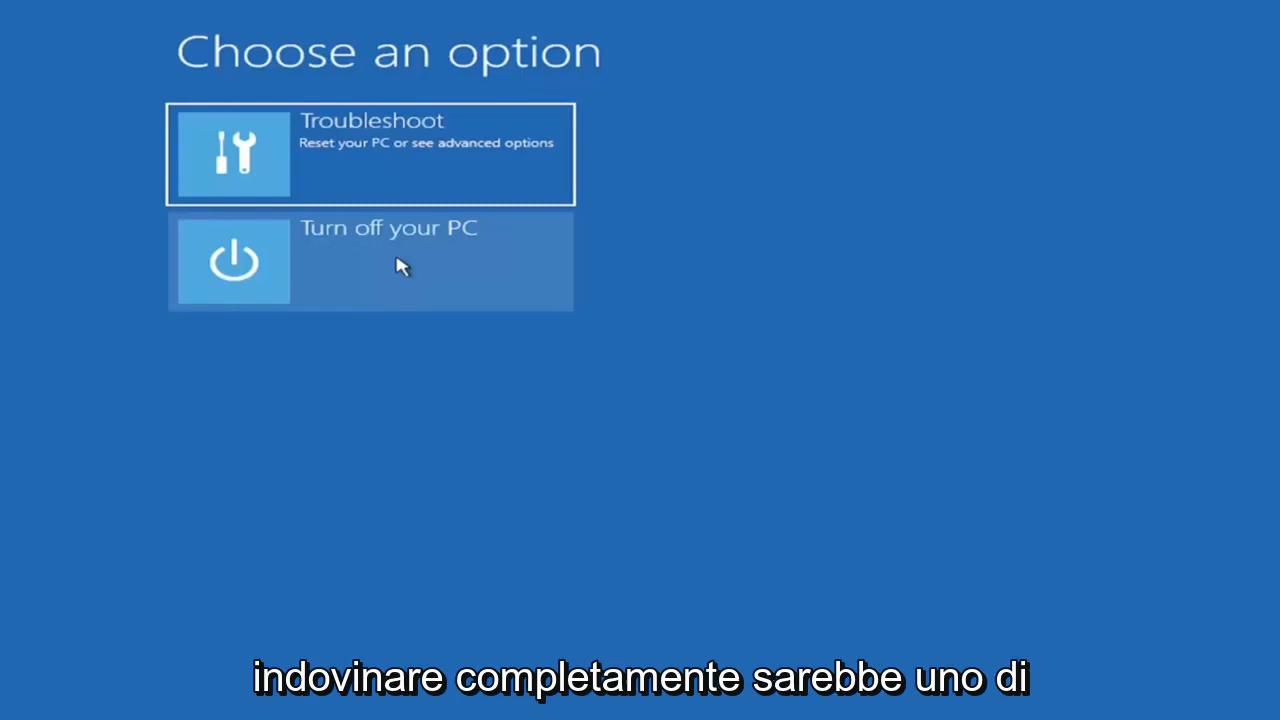 Choose an option
Troubleshoot
Reset your PC or see advanced options
Turn off your PC
indovinare completamente sarebbe uno di